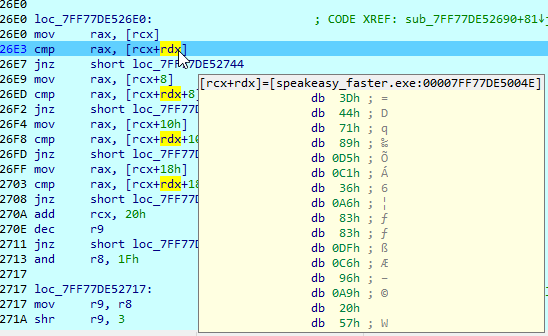 26E0
26E0 loc_7FF77DE526E0: ; CODE XREF: sub_7FF77DE52690+81↓j
26E0 mov rax, [rcx]
26E3 cmp rax, [rcx+rdx]
26E7 jnz short loc_7FF77DE52744
26E9 mov rax, [rcx+8]
26ED cmp rax, [rcx+rdx+8
26F2 jnz short loc_7FF77D
26F4 mov rax, [rcx+10h]
26F8 cmp rax, [rcx+rdx+10
26FD jnz short loc_7FF77D
26FF mov rax, [rcx+18h]
2703 cmp rax, [rcx+rdx+18
2708 jnz short loc_7FF77D
270A add rcx, 20h
270E dec r9
2711 jnz short loc_7FF77D
2713 and r8, 1Fh
2717
2717 loc_7FF77DE52717:
2717 mov r9, r8
271A shr r9, 3
[rcx+rdx]=[speakeasy_faster.exe:00007FF77DE5004E]
db 3Dh ; =
db 44h ; D
db 71h ; q
db 89h ; ‰
db 0D5h ; Õ
db 0C1h ; Á
db 36h ; 6
db 0A6h ; ¦
db 83h ; ƒ
db 83h ; ƒ
db 0DFh ; ß
db 0C6h ; Æ
db 96h ; –
db 0A9h ; ©
db 20h
db 57h ; W